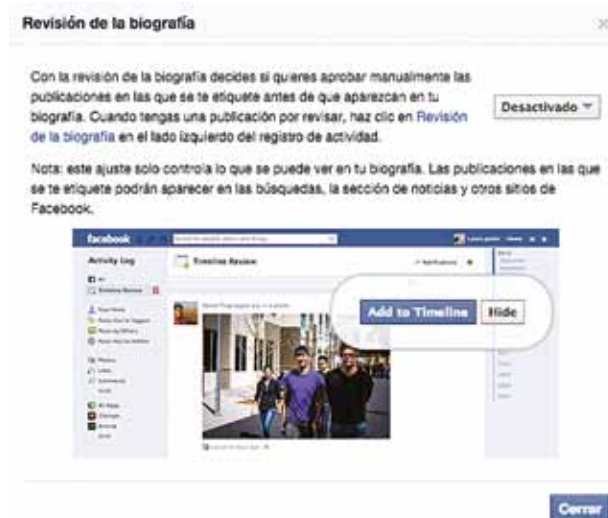 Revisión de la biografía
Con la revisión de la biografía decides si quieres aprobar manualmente las
publicaciones en las que se te etiquete antes de que aparezcan en tu
biografía. Cuando tengas una publicación por revisar, haz clic en Revisión
de la biografía en el lado izquierdo del registro de actividad.
Desactivado
Nota: este ajuste solo controla lo que se puede ver en tu biografía. Las publicaciones en las que
se te etiquete podrán aparecer en las búsquedas, la sección de noticias y otros sitios de
Facebook.
facebook
Activity Log
Timeline Review
Timeline Review
Add to Timeline
Hide
Cerrar